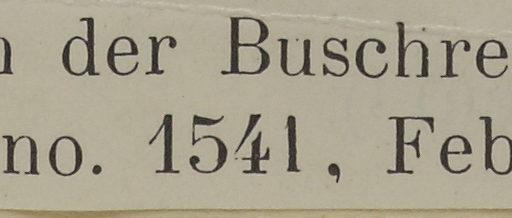 n der Buschre
no. 1541, Feb